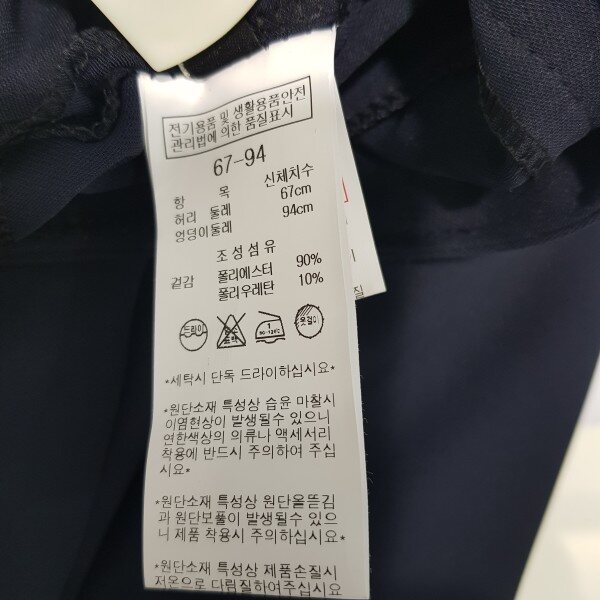 전기용품 및 생활용품안전
관리법에 의한 품질표시
67-94
항 목 신체치수
허리 둘레 67cm
엉덩이둘레 94cm
조성섬유
겉감 폴리에스터 90%
폴리우레탄 10%
드라이
옷걸이
*세탁시 단독 드라이하십시요*
*원단소재 특성상 습윤 마찰시
이염현상이 발생될수 있으니
연한색상의 의류나 액세서리
착용에 반드시 주의하여 주십
시요*
*원단소재 특성상 원단올뜯김
과 원단보풀이 발생될수 있으
니 제품 착용시 주의하십시요*
*원단소재 특성상 제품손질시
저온으로 다림질하여주십시요
질